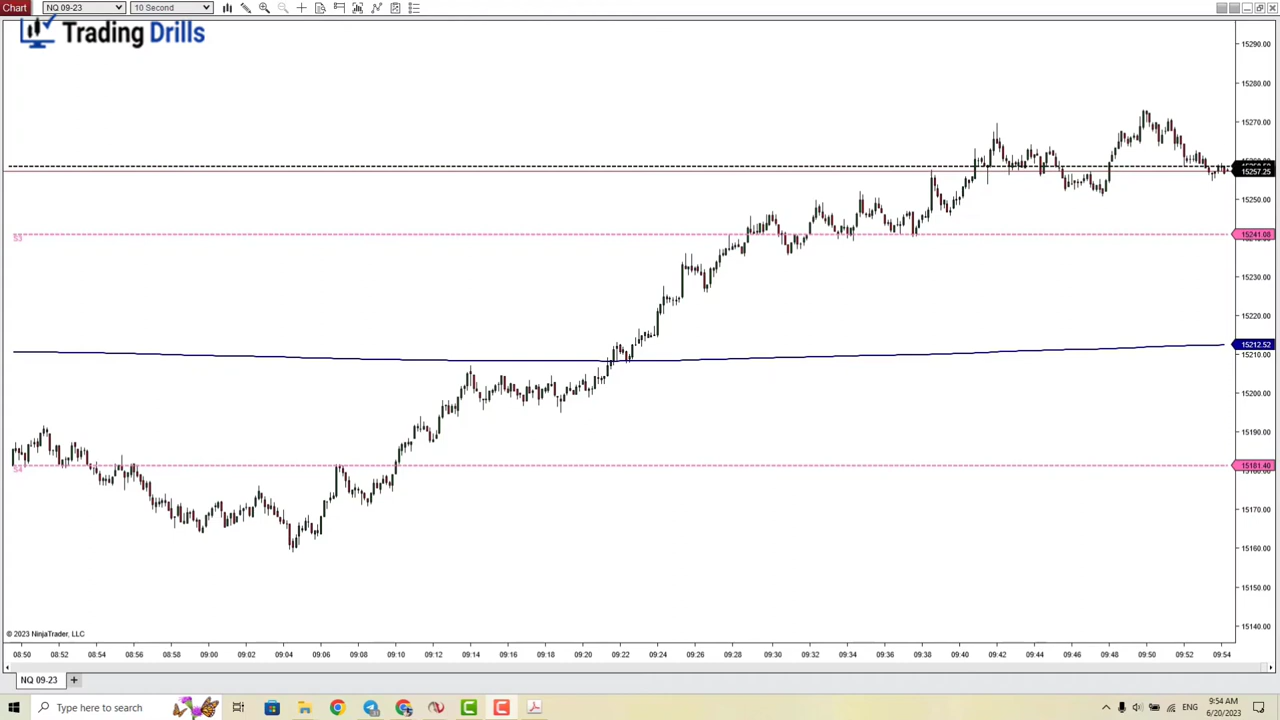 Chart NQ 09-23 10 Second
Trading Drills
15290.00
15280.00
15270.00
15257.25
15250.00
S3
15241.08
15230.00
15220.00
15212.52
15210.00
15200.00
15190.00
S4
15181.40
15170.00
15160.00
15150.00
15140.00
© 2023 NinjaTrader, LLC
08:50 08:52 08:54 08:56 08:58 09:00 09:02 09:04 09:06 09:08 09:10 09:12 09:14 09:16 09:18 09:20 09:22 09:24 09:26 09:28 09:30 09:32 09:34 09:36 09:38 09:40 09:42 09:44 09:46 09:48 09:50 09:52 09:54
NQ 09-23
Type here to search
ENG
9:54 AM
6/20/2023